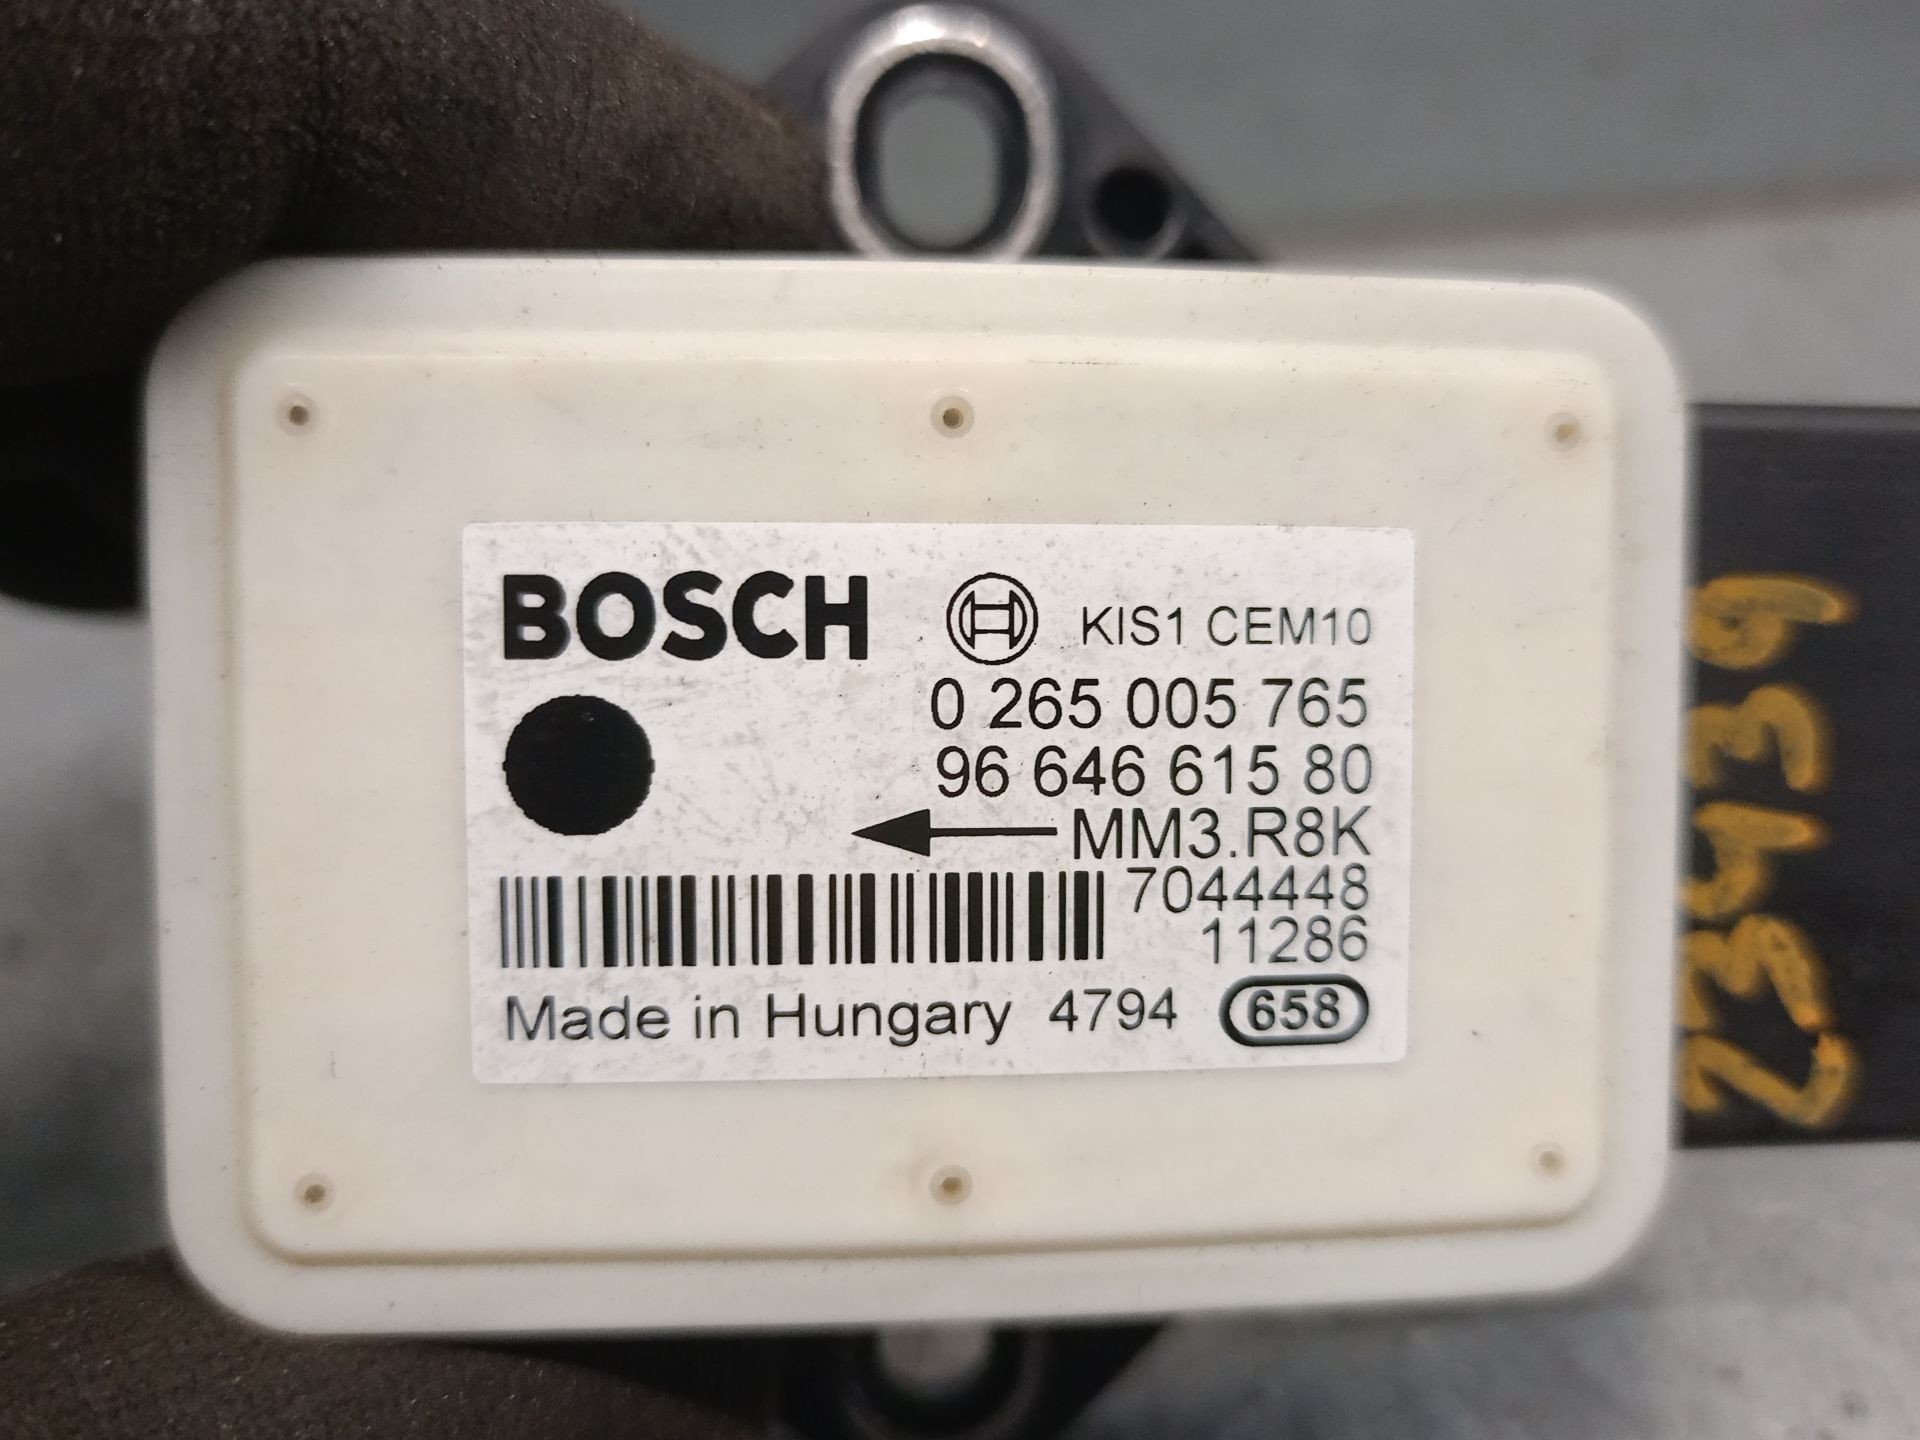 BOSCH KIS1 CEM10
0 265 005 765
96 646 615 80
MM3.R8K
7044448
11286
Made in Hungary 4794 658